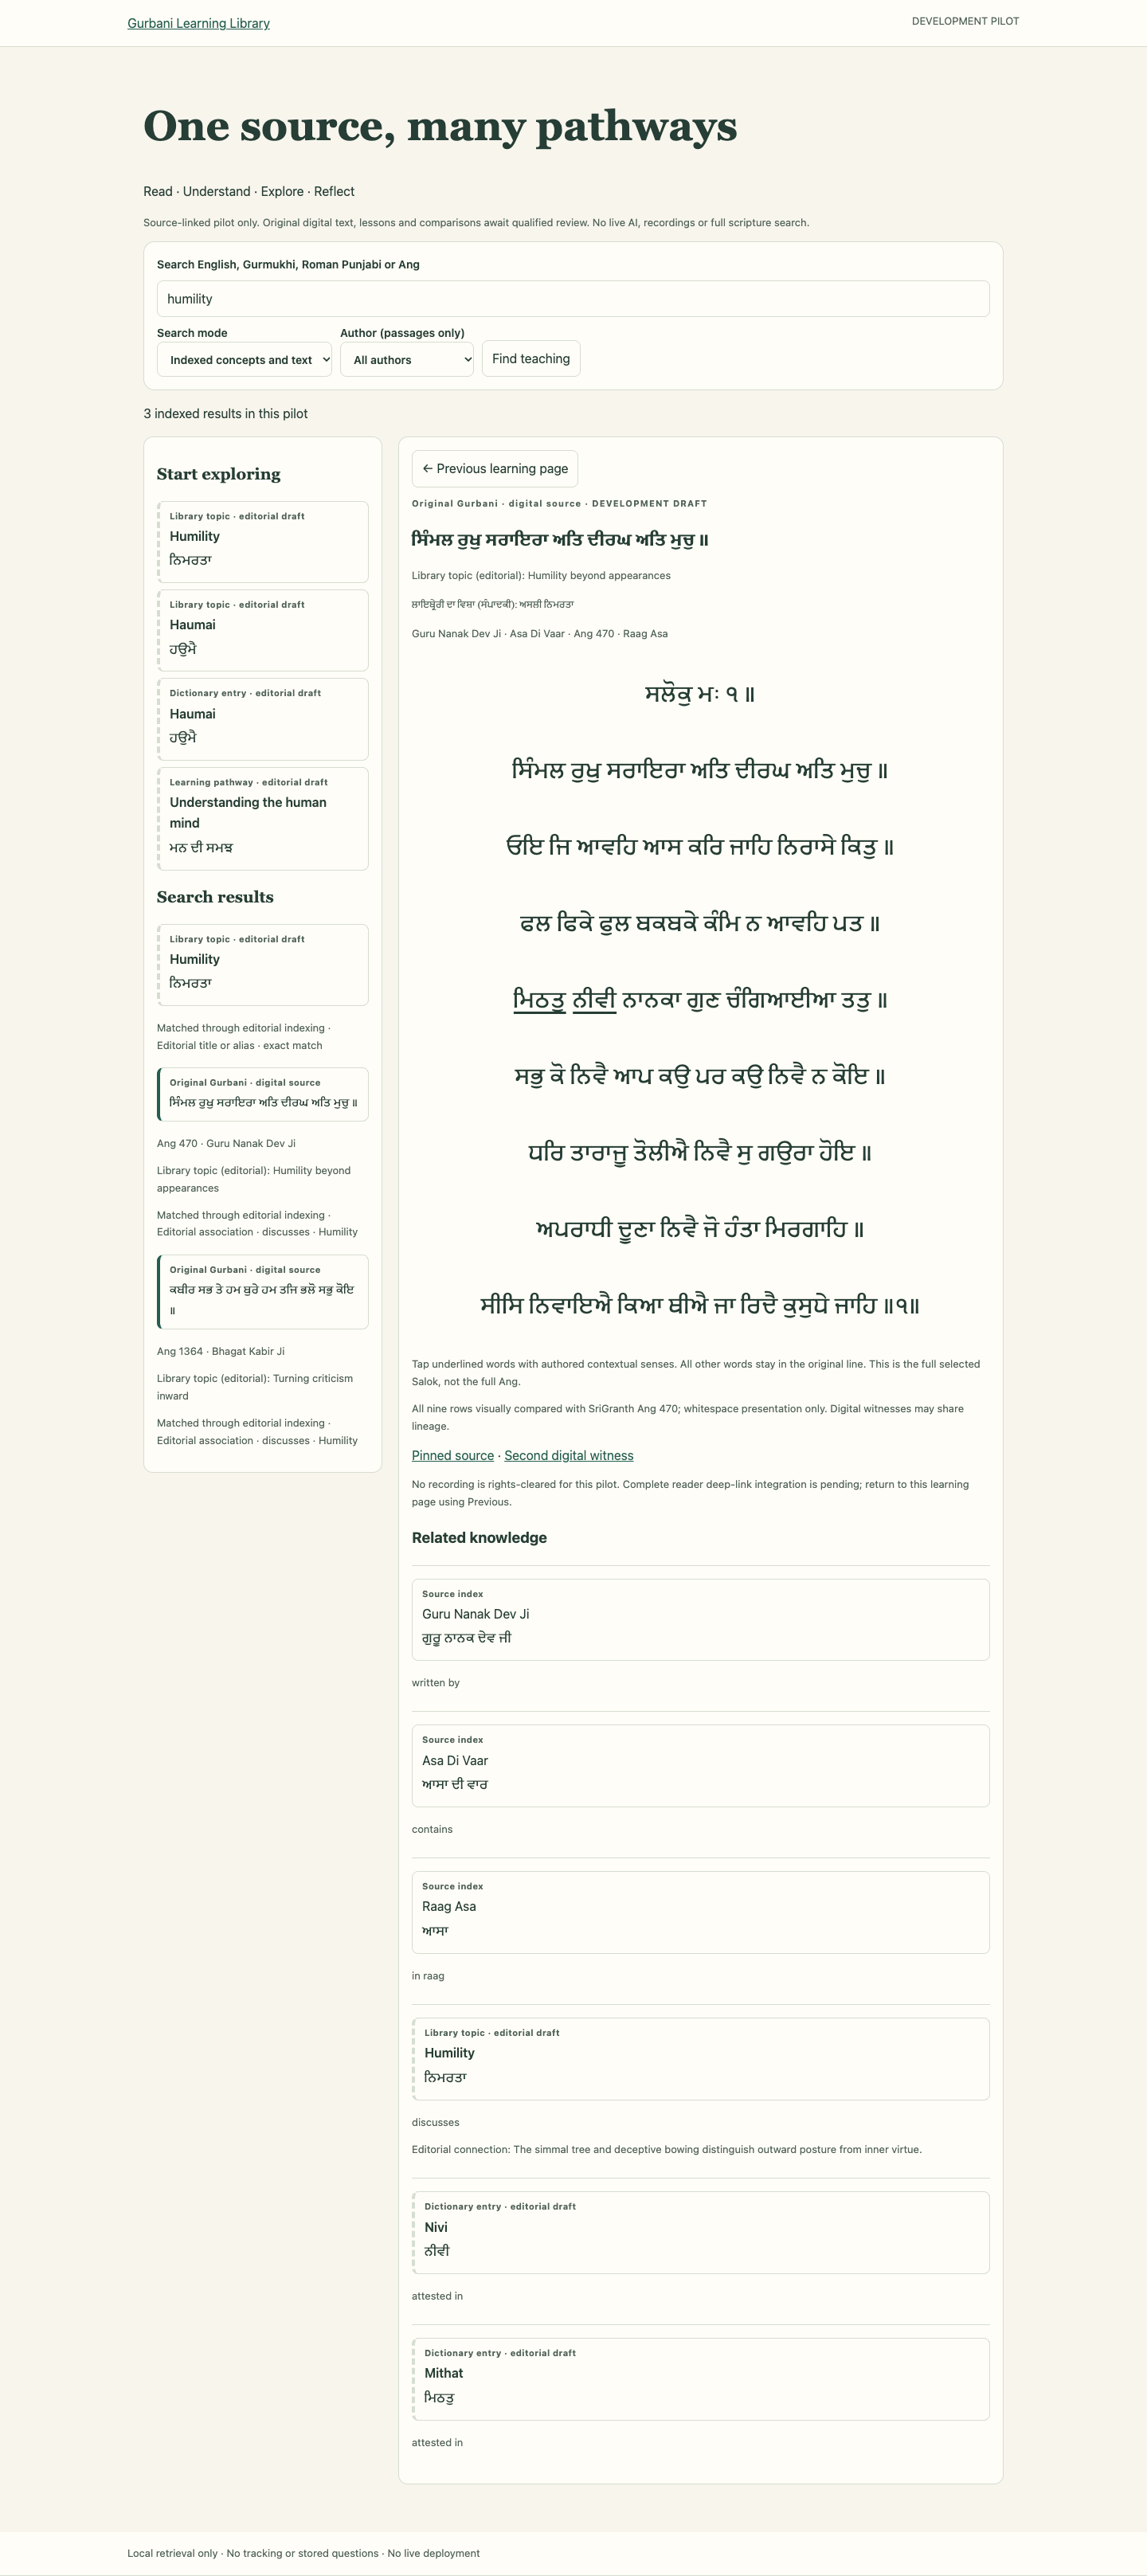 Gurbani Learning Library
DEVELOPMENT PILOT
One source, many pathways
Read · Understand · Explore · Reflect
Source-linked pilot only. Original digital text, lessons and comparisons await qualified review. No live AI, recordings or full scripture search.
Search English, Gurmukhi, Roman Punjabi or Ang
humility
Search mode
Author (passages only)
Indexed concepts and text
All authors
Find teaching
3 indexed results in this pilot
Start exploring
Library topic · editorial draft
Humility
ਨਿਮਰਤਾ
Library topic · editorial draft
Haumai
ਹਉਮੈ
Dictionary entry · editorial draft
Haumai
ਹਉਮੈ
Learning pathway · editorial draft
Understanding the human
mind
ਮਨ ਦੀ ਸਮਝ
Search results
Library topic · editorial draft
Humility
ਨਿਮਰਤਾ
Matched through editorial indexing ·
Editorial title or alias · exact match
Original Gurbani · digital source
ਸਿੰਮਲ ਰੁਖੁ ਸਰਾਇਰਾ ਅਤਿ ਦੀਰਘ ਅਤਿ ਮੁਚੁ ॥
Ang 470 · Guru Nanak Dev Ji
Library topic (editorial): Humility beyond
appearances
Matched through editorial indexing ·
Editorial association · discusses · Humility
Original Gurbani · digital source
ਕਬੀਰ ਸਭ ਤੇ ਹਮ ਬੁਰੇ ਹਮ ਤਜਿ ਭਲੋ ਸਭੁ ਕੋਇ
॥
Ang 1364 · Bhagat Kabir Ji
Library topic (editorial): Turning criticism
inward
Matched through editorial indexing ·
Editorial association · discusses · Humility
← Previous learning page
Original Gurbani · digital source · DEVELOPMENT DRAFT
ਸਿੰਮਲ ਰੁਖੁ ਸਰਾਇਰਾ ਅਤਿ ਦੀਰਘ ਅਤਿ ਮੁਚੁ ॥
Library topic (editorial): Humility beyond appearances
ਲਾਇਬ੍ਰੇਰੀ ਦਾ ਵਿਸ਼ਾ (ਸੰਪਾਦਕੀ): ਅਸਲੀ ਨਿਮਰਤਾ
Guru Nanak Dev Ji · Asa Di Vaar · Ang 470 · Raag Asa
ਸਲੋਕੁ ਮਃ ੧ ॥
ਸਿੰਮਲ ਰੁਖੁ ਸਰਾਇਰਾ ਅਤਿ ਦੀਰਘ ਅਤਿ ਮੁਚੁ ॥
ਓਇ ਜਿ ਆਵਹਿ ਆਸ ਕਰਿ ਜਾਹਿ ਨਿਰਾਸੇ ਕਿਤੁ ॥
ਫਲ ਫਿਕੇ ਫੁਲ ਬਕਬਕੇ ਕੰਮਿ ਨ ਆਵਹਿ ਪਤ ॥
ਮਿਠਤੁ ਨੀਵੀ ਨਾਨਕਾ ਗੁਣ ਚੰਗਿਆਈਆ ਤਤੁ ॥
ਸਭੁ ਕੋ ਨਿਵੈ ਆਪ ਕਉ ਪਰ ਕਉ ਨਿਵੈ ਨ ਕੋਇ ॥
ਧਰਿ ਤਾਰਾਜੂ ਤੋਲੀਐ ਨਿਵੈ ਸੁ ਗਉਰਾ ਹੋਇ ॥
ਅਪਰਾਧੀ ਦੂਣਾ ਨਿਵੈ ਜੋ ਹੰਤਾ ਮਿਰਗਾਹਿ ॥
ਸੀਸਿ ਨਿਵਾਇਐ ਕਿਆ ਥੀਐ ਜਾ ਰਿਦੈ ਕੁਸੁਧੇ ਜਾਹਿ ॥੧॥
Tap underlined words with authored contextual senses. All other words stay in the original line. This is the full selected
Salok, not the full Ang.
All nine rows visually compared with SriGranth Ang 470; whitespace presentation only. Digital witnesses may share
lineage.
Pinned source · Second digital witness
No recording is rights-cleared for this pilot. Complete reader deep-link integration is pending; return to this learning
page using Previous.
Related knowledge
Source index
Guru Nanak Dev Ji
ਗੁਰੂ ਨਾਨਕ ਦੇਵ ਜੀ
written by
Source index
Asa Di Vaar
ਆਸਾ ਦੀ ਵਾਰ
contains
Source index
Raag Asa
ਆਸਾ
in raag
Library topic · editorial draft
Humility
ਨਿਮਰਤਾ
discusses
Editorial connection: The simmal tree and deceptive bowing distinguish outward posture from inner virtue.
Dictionary entry · editorial draft
Nivi
ਨੀਵੀ
attested in
Dictionary entry · editorial draft
Mithat
ਮਿਠਤੁ
attested in
Local retrieval only · No tracking or stored questions · No live deployment